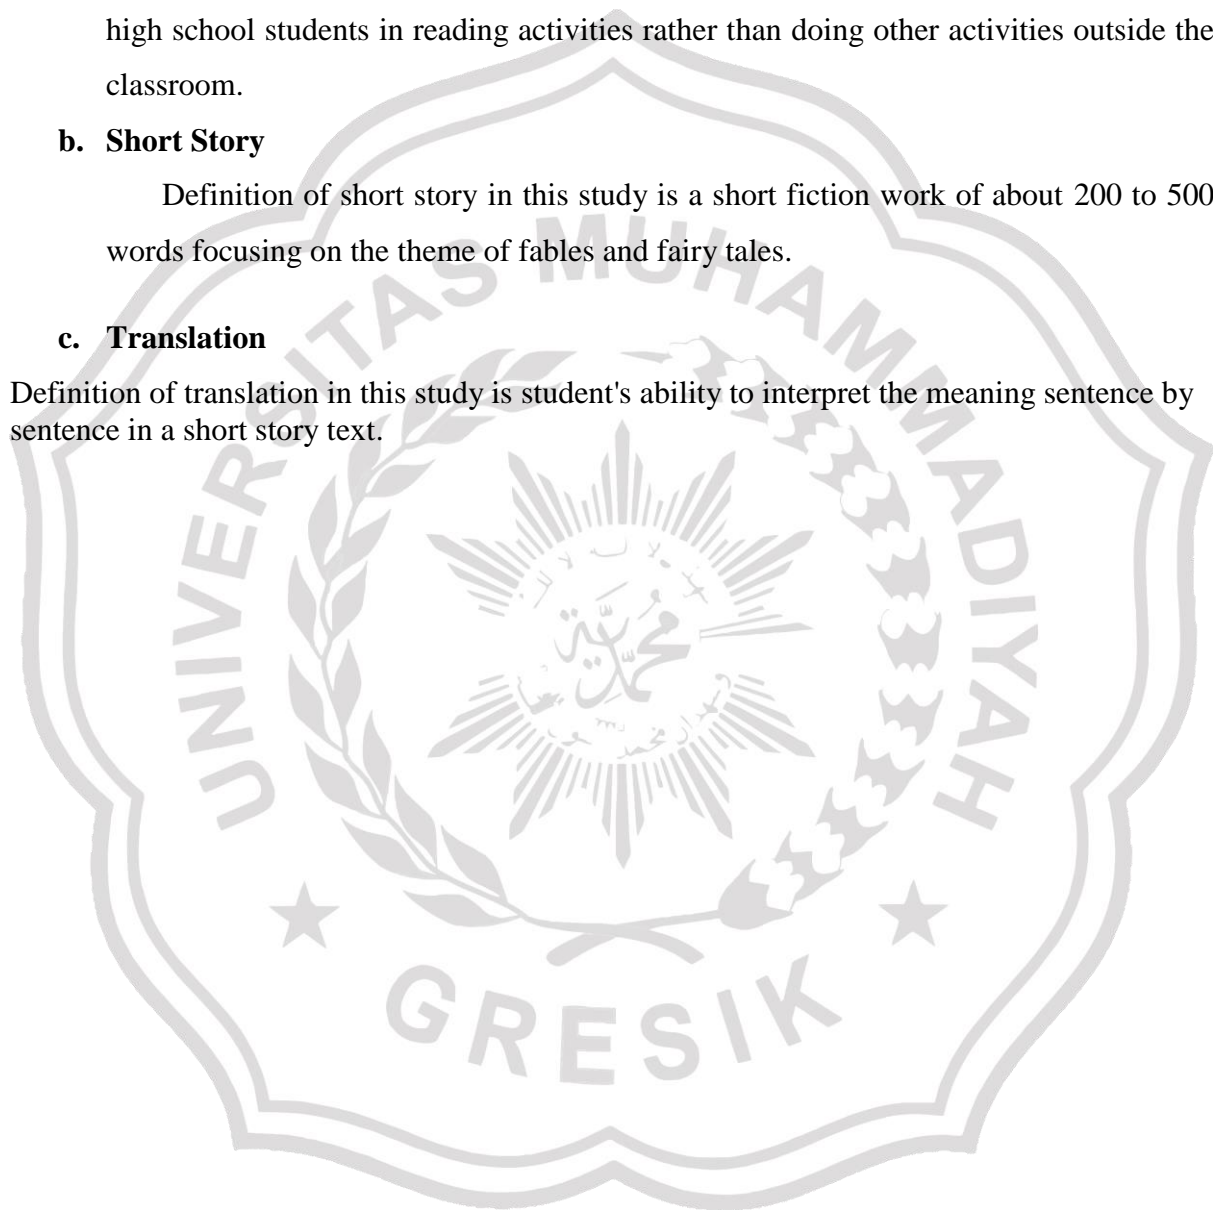 high school students in reading activities rather than doing other activities outside the
classroom.
b. Short Story
Definition of short story in this study is a short fiction work of about 200 to 500
words focusing on the theme of fables and fairy tales.
c. Translation
Definition of translation in this study is student's ability to interpret the meaning sentence by
sentence in a short story text.
UNIVERSITAS MUHAMMADIYAH
محمدية
GRESIK